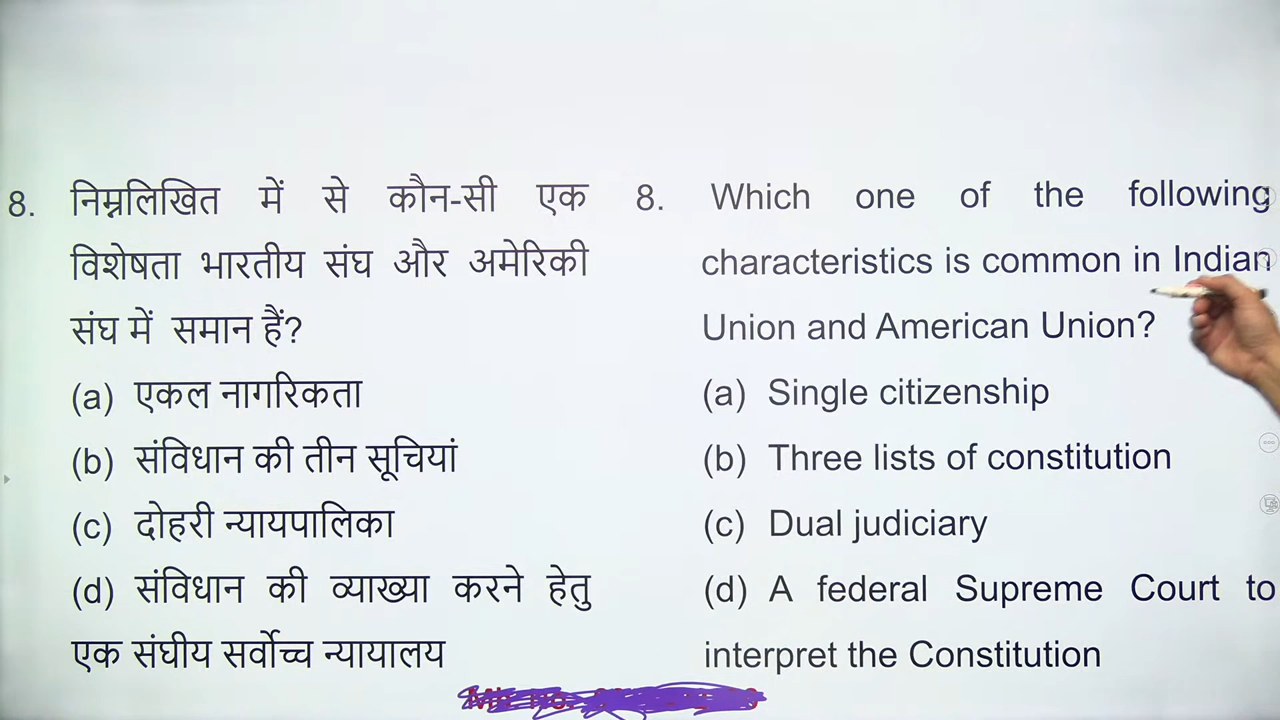 8. निम्नलिखित में से कौन-सी एक
विशेषता भारतीय संघ और अमेरिकी
संघ में समान हैं?
(a) एकल नागरिकता
(b) संविधान की तीन सूचियां
(c) दोहरी न्यायपालिका
(d) संविधान की व्याख्या करने हेतु
एक संघीय सर्वोच्च न्यायालय
8. Which one of the following
characteristics is common in Indian
Union and American Union?
(a) Single citizenship
(b) Three lists of constitution
(c) Dual judiciary
(d) A federal Supreme Court to
interpret the Constitution